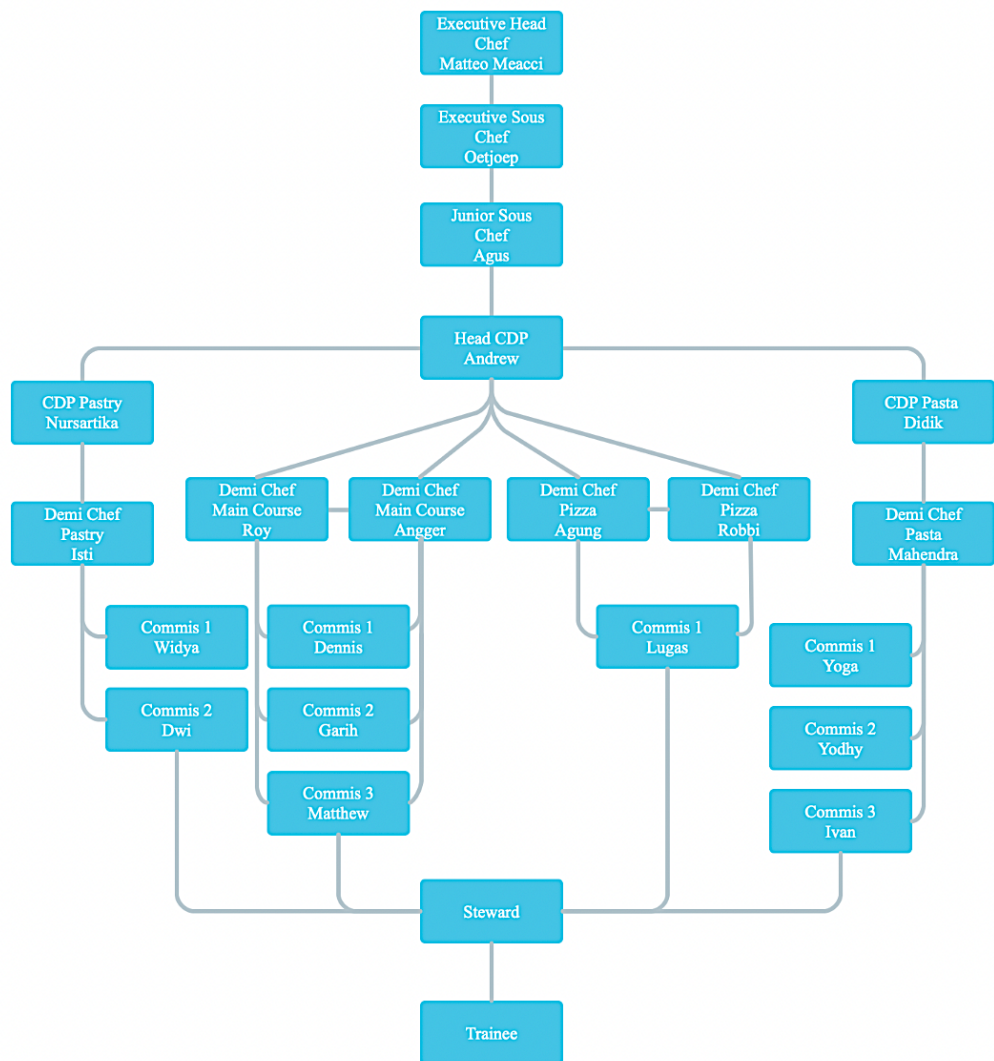 Executive Head
Chef
Matteo Meacci
Executive Sous
Chef
Oetjoep
Junior Sous
Chef
Agus
Head CDP
Andrew
CDP Pastry
Nursartika
CDP Pasta
Didik
Demi Chef
Pastry
Isti
Demi Chef
Main Course
Roy
Demi Chef
Main Course
Angger
Demi Chef
Pizza
Agung
Demi Chef
Pizza
Robbi
Demi Chef
Pasta
Mahendra
Commis 1
Widya
Commis 2
Dwi
Commis 1
Dennis
Commis 2
Garih
Commis 3
Matthew
Commis 1
Lugas
Commis 1
Yoga
Commis 2
Yodhy
Commis 3
Ivan
Steward
Trainee